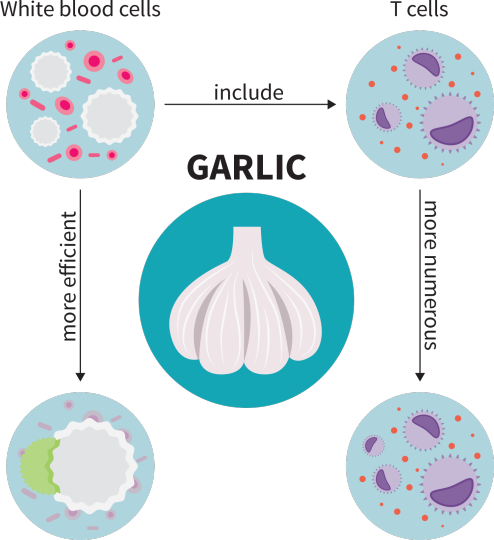 White blood cells
T cells
include
GARLIC
more efficient
more numerous